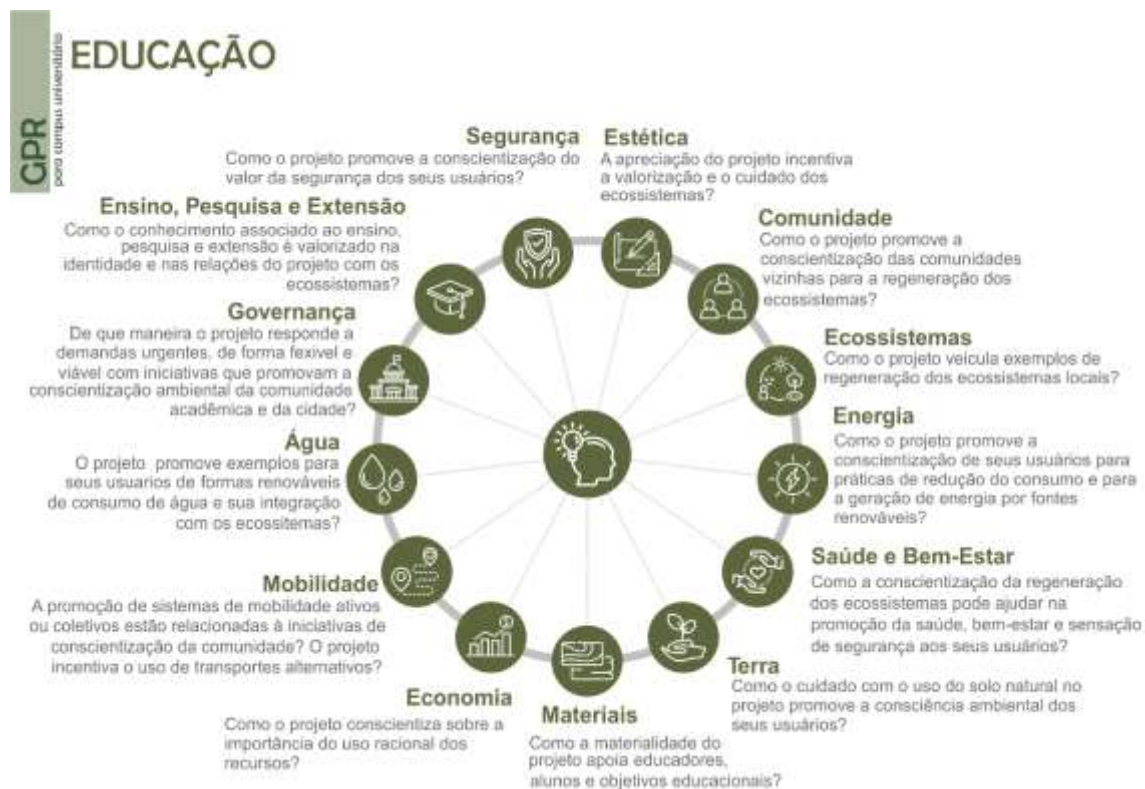 GPR
para campus universitário
EDUCAÇÃO
Segurança
Como o projeto promove a conscientização do
valor da segurança dos seus usuários?
Estética
A apreciação do projeto incentiva
a valorização e o cuidado dos
ecossistemas?
Comunidade
Como o projeto promove a
conscientização das comunidades
vizinhas para a regeneração dos
ecossistemas?
Ecossistemas
Como o projeto veicula exemplos de
regeneração dos ecossistemas locais?
Energia
Como o projeto promove a
conscientização de seus usuários para
práticas de redução do consumo e para
a geração de energia por fontes
renováveis?
Saúde e Bem-Estar
Como a conscientização da regeneração
dos ecossistemas pode ajudar na
promoção da saúde, bem-estar e sensação
de segurança aos seus usuários?
Terra
Como o cuidado com o uso do solo natural no
projeto promove a consciência ambiental dos
seus usuários?
Materiais
Como a materialidade do
projeto apoia educadores,
alunos e objetivos educacionais?
Economia
Como o projeto conscientiza sobre a
importância do uso racional dos
recursos?
Mobilidade
A promoção de sistemas de mobilidade ativos
ou coletivos estão relacionadas à iniciativas de
conscientização da comunidade? O projeto
incentiva o uso de transportes alternativos?
Água
O projeto promove exemplos para
seus usuarios de formas renováveis
de consumo de água e sua integração
com os ecossitemas?
Governança
De que maneira o projeto responde a
demandas urgentes, de forma fexivel e
viável com iniciativas que promovam a
conscientização ambiental da comunidade
acadêmica e da cidade?
Ensino, Pesquisa e Extensão
Como o conhecimento associado ao ensino,
pesquisa e extensão é valorizado na
identidade e nas relações do projeto com os
ecossistemas?